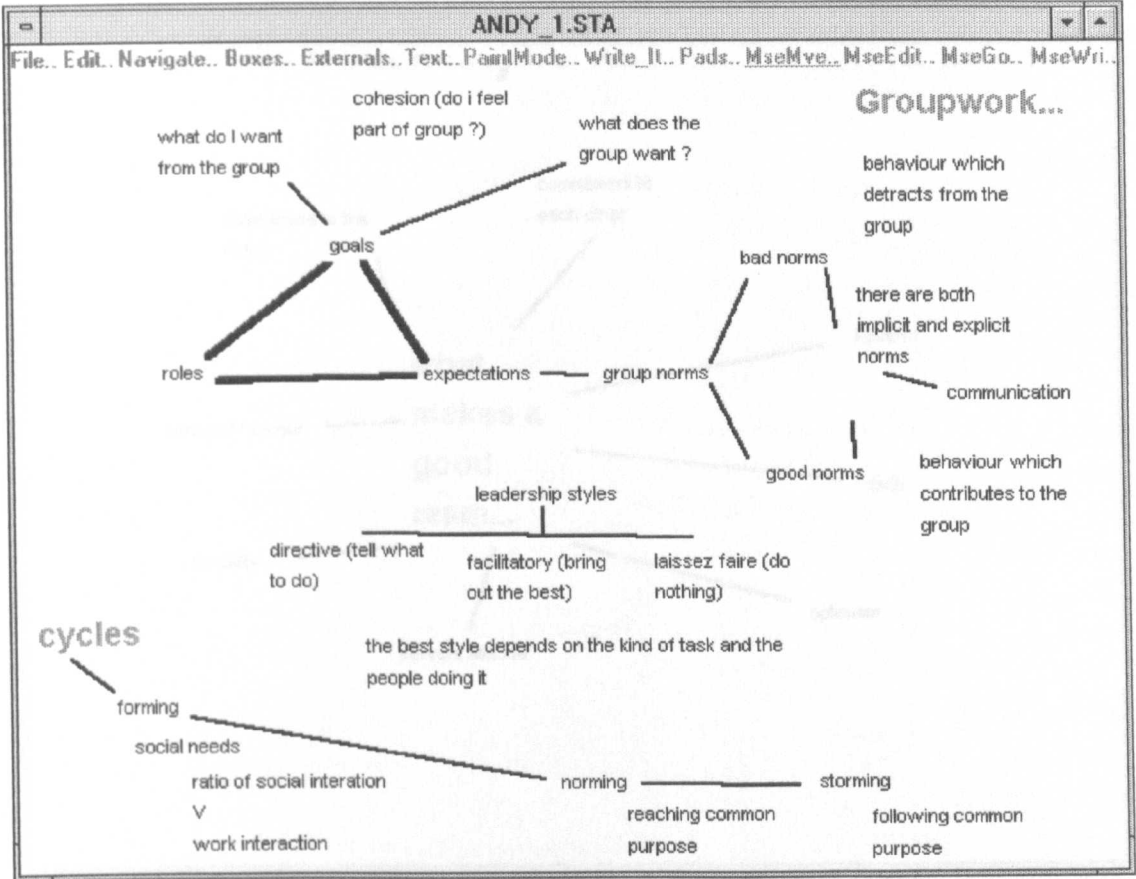 ANDY_1.STA
File.. Edit.. Navigate.. Boxes.. Externals.. Text.. PaintMode.. Write_It.. Pads.. MseMve.. MseEdit.. MseGo.. MseWri..
Groupwork...
cohesion (do i feel
part of group ?)
what do I want
from the group
what does the
group want ?
behaviour which
detracts from the
group
goals
bad norms
there are both
implicit and explicit
norms
roles
expectations
group norms
communication
good norms
behaviour which
contributes to the
group
leadership styles
directive (tell what
to do)
facilitatory (bring
out the best)
laissez faire (do
nothing)
the best style depends on the kind of task and the
people doing it
cycles
forming
social needs
ratio of social interation
V
work interaction
norming
reaching common
purpose
storming
following common
purpose
makes a
good